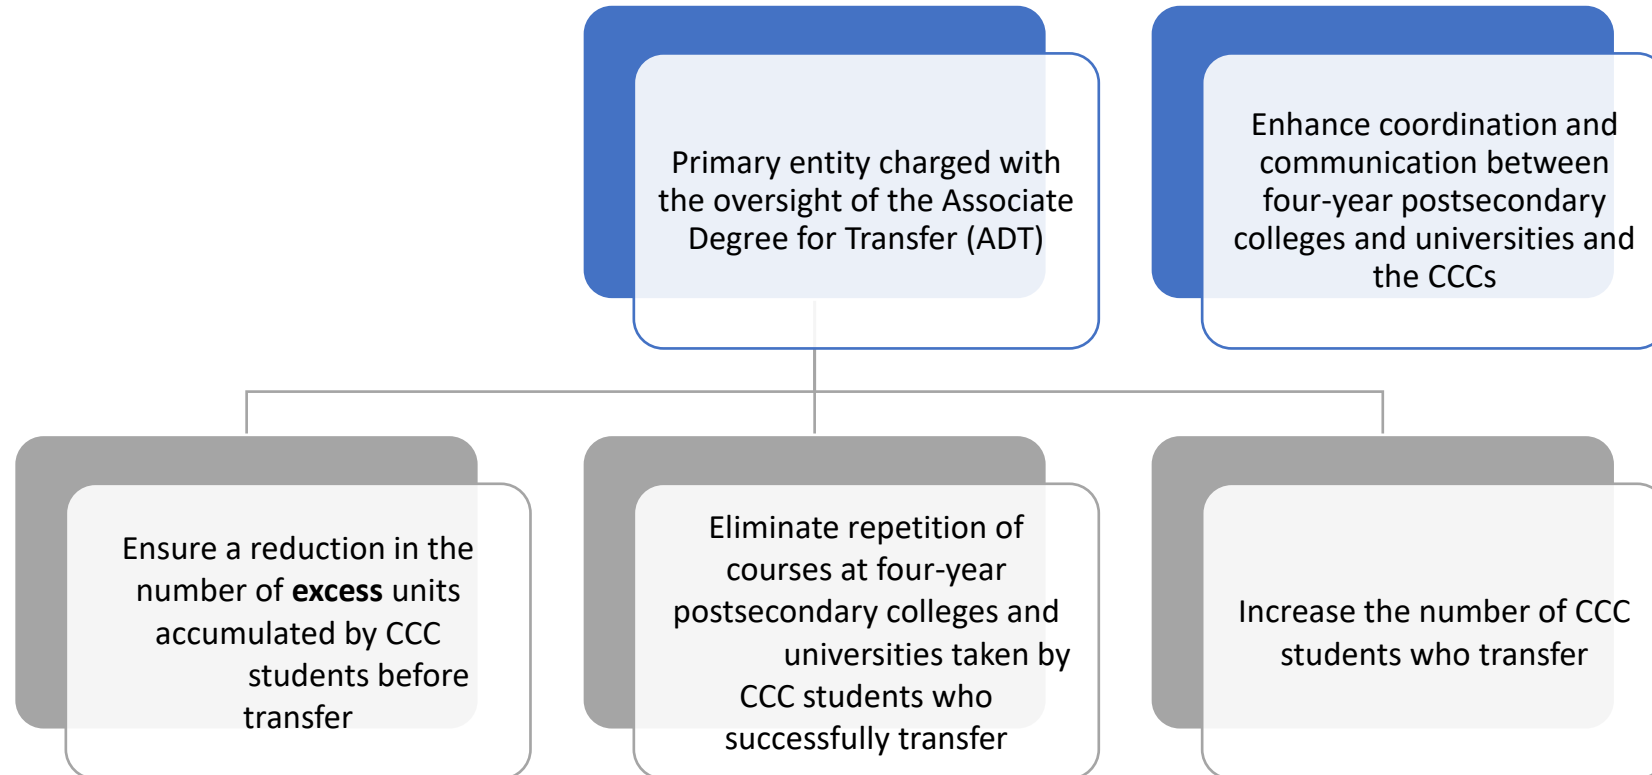 Primary entity charged with
the oversight of the Associate
Degree for Transfer (ADT)
Enhance coordination and
communication between
four-year postsecondary
colleges and universities and
the CCCs
Ensure a reduction in the
number of excess units
accumulated by CCC
students before
transfer
Eliminate repetition of
courses at four-year
postsecondary colleges and
universities taken by
CCC students who
successfully transfer
Increase the number of CCC
students who transfer